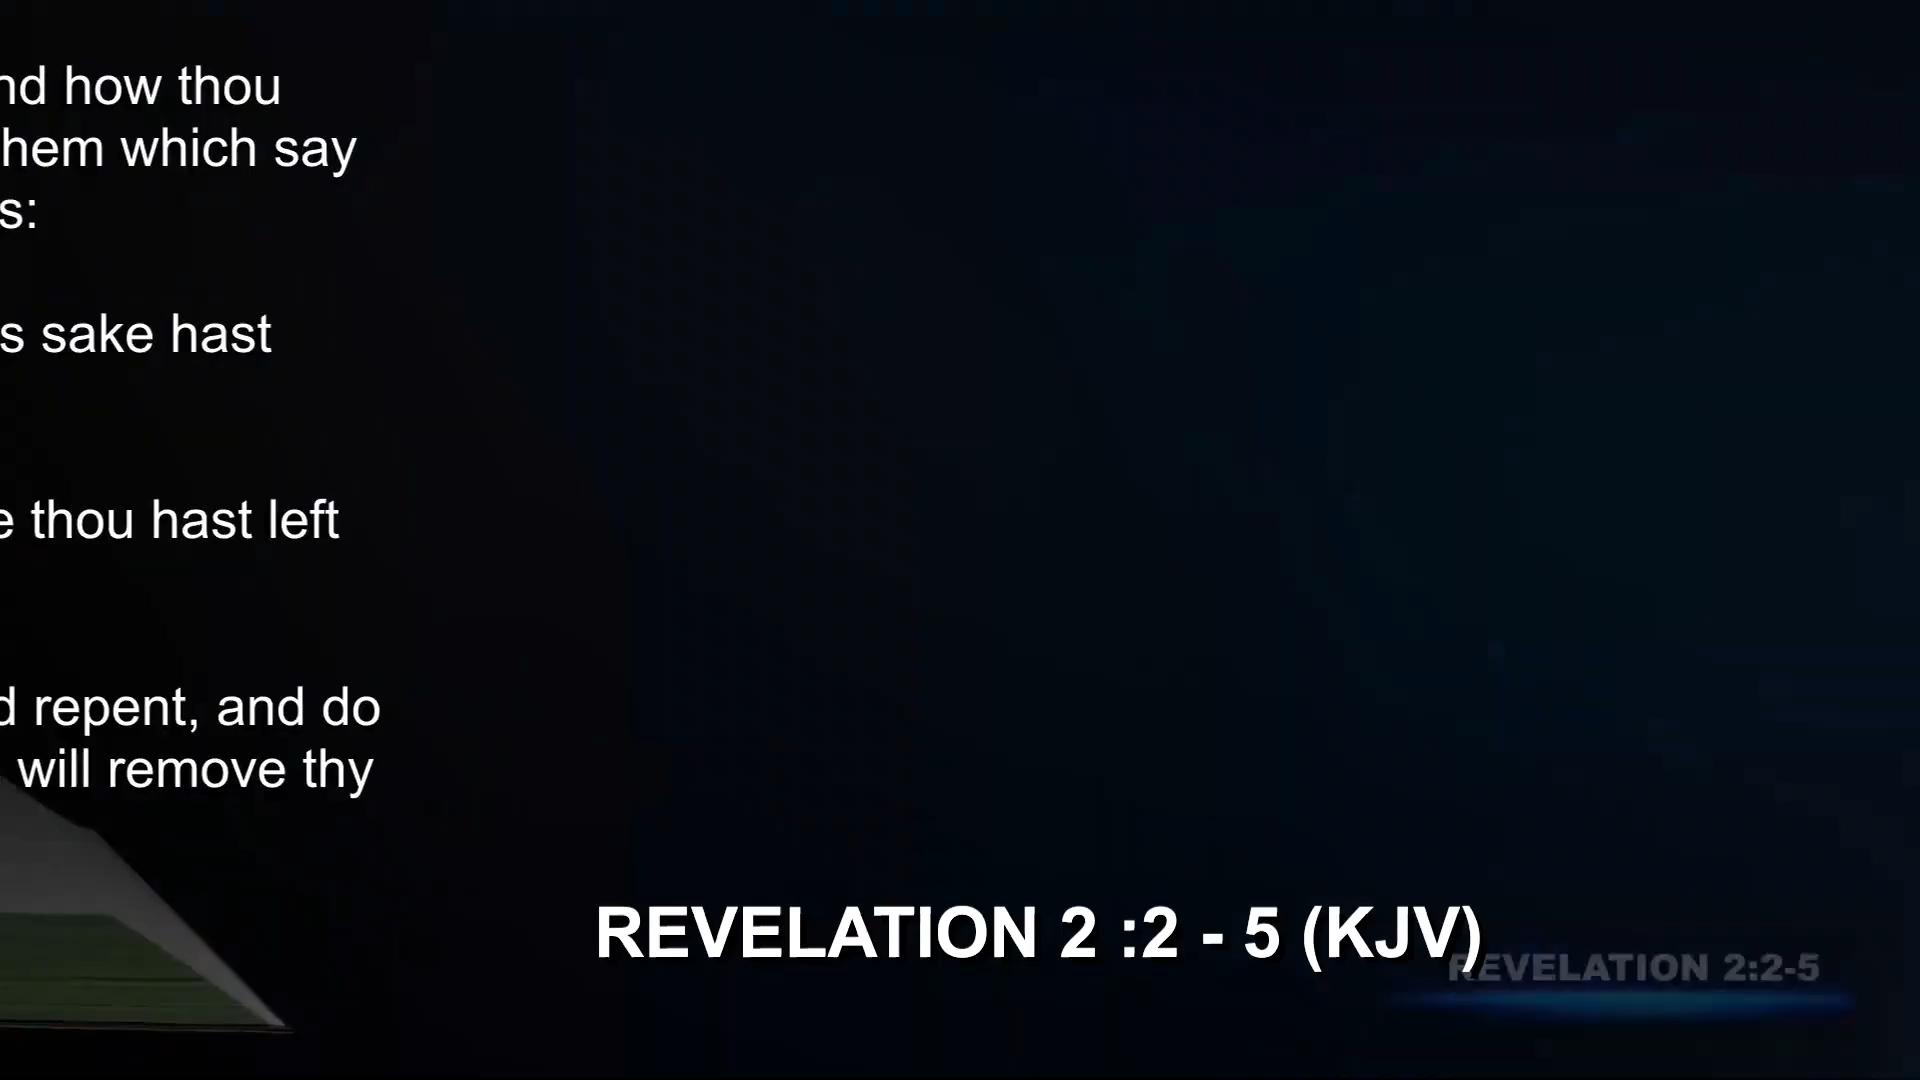 nd how thou
hem which say
s:
s sake hast
e thou hast left
d repent, and do
will remove thy
REVELATION 2 :2 - 5 (KJV)
REVELATION 2:2-5